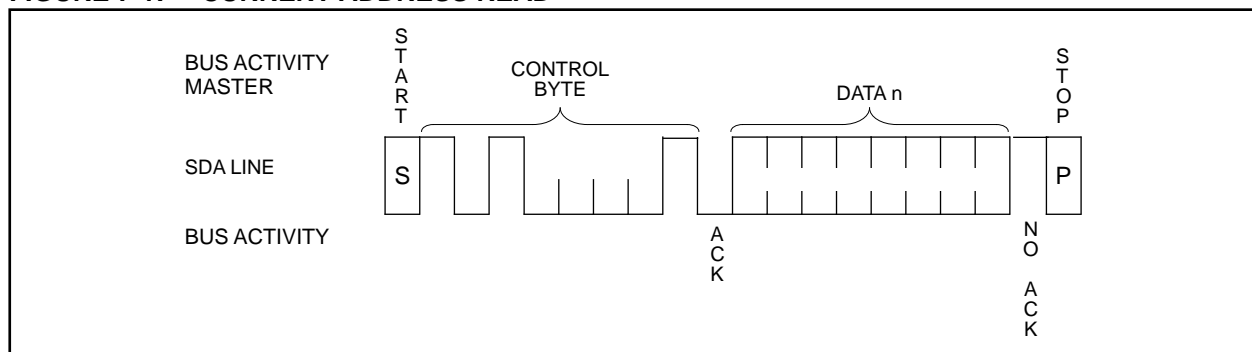 FIGURE 7-1: CURRENT ADDRESS READ
BUS ACTIVITY
MASTER
START
CONTROL
BYTE
DATA n
STOP
SDA LINE
S
P
BUS ACTIVITY
ACK
NO ACK